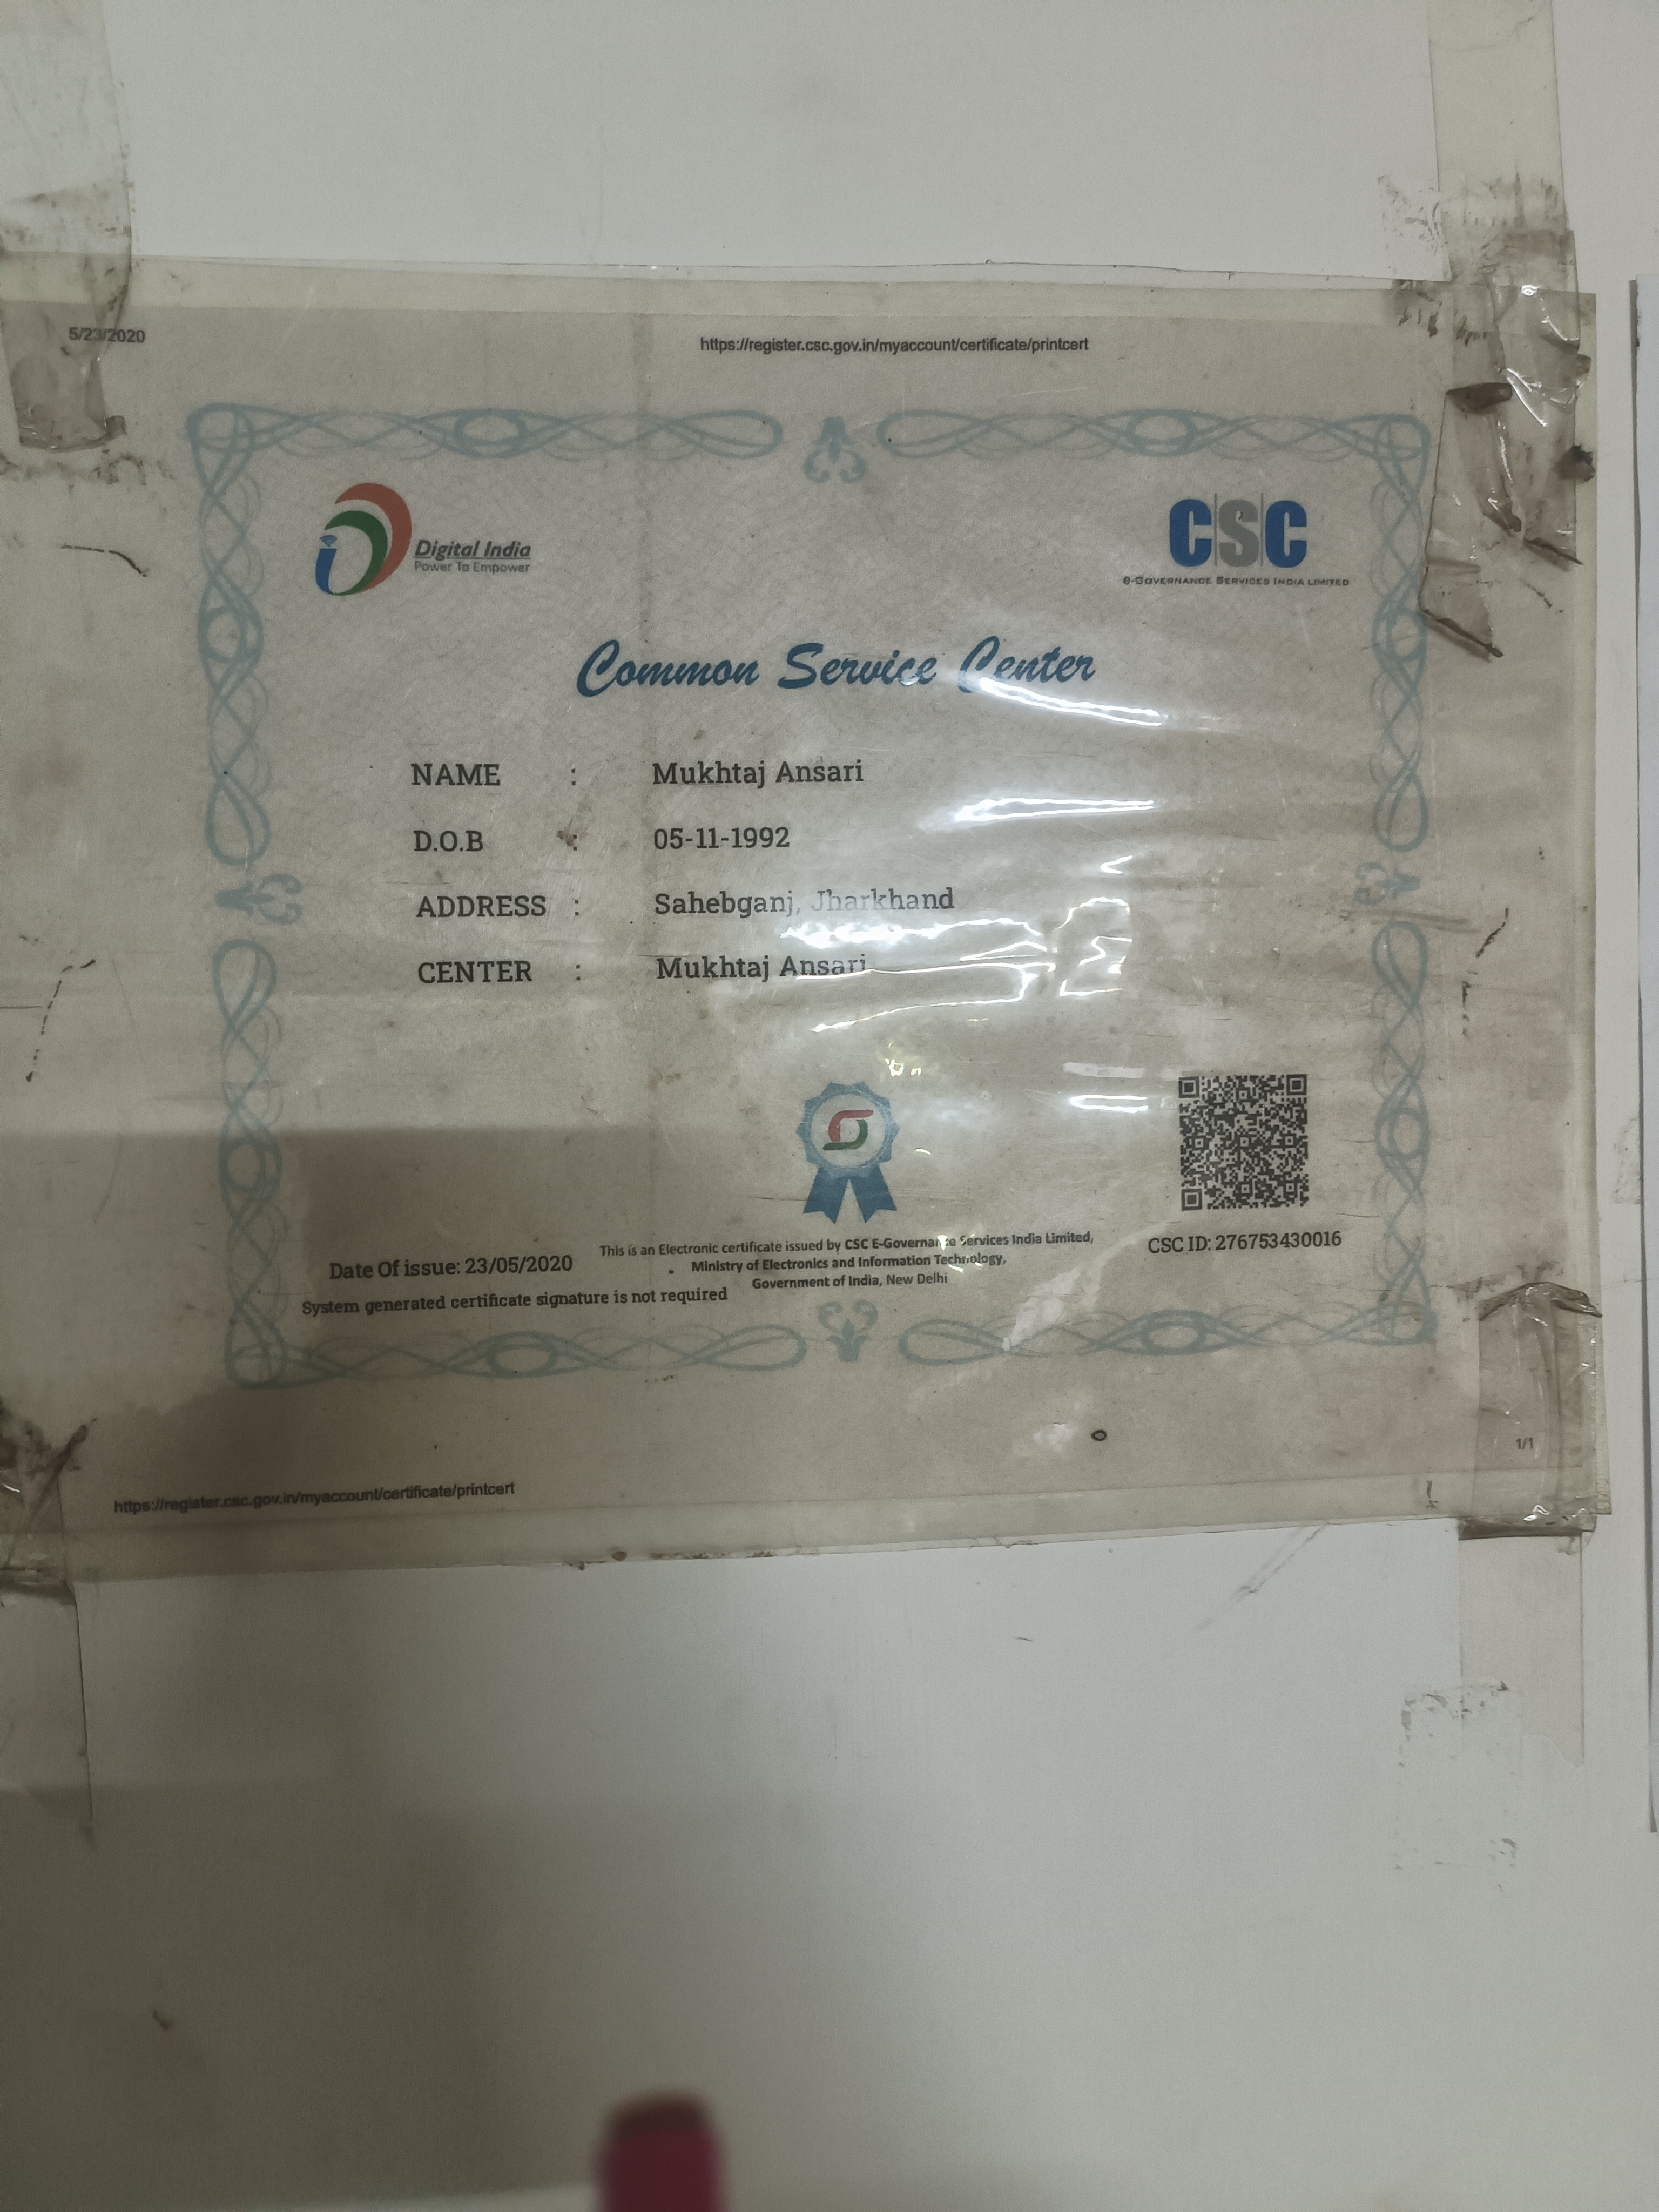 5/23/2020
https://register.csc.gov.in/myaccount/certificate/printcert
Digital India
Power To Empower
CSC
e-Governance Services India Limited
Common Service Center
NAME : Mukhtaj Ansari
D.O.B : 05-11-1992
ADDRESS : Sahebganj, Jharkhand
CENTER : Mukhtaj Ansari
This is an Electronic certificate issued by CSC E-Governance Services India Limited,
Ministry of Electronics and Information Technology,
Government of India, New Delhi
CSC ID: 276753430016
Date Of issue: 23/05/2020
System generated certificate signature is not required
1/1
https://register.csc.gov.in/myaccount/certificate/printcert